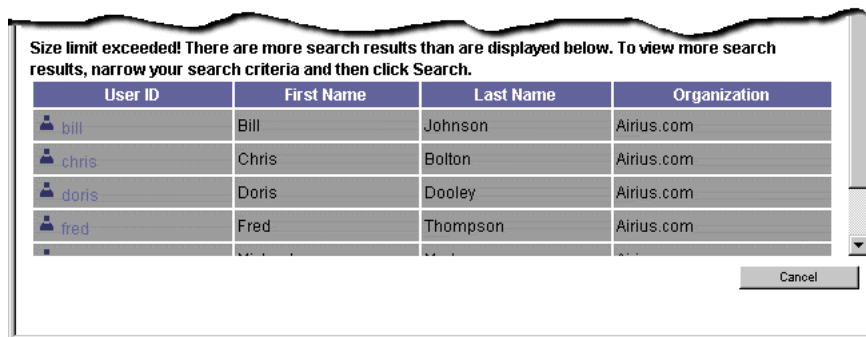 Size limit exceeded! There are more search results than are displayed below. To view more search
results, narrow your search criteria and then click Search.
User ID First Name Last Name Organization
bill Bill Johnson Airius.com
chris Chris Bolton Airius.com
doris Doris Dooley Airius.com
fred Fred Thompson Airius.com
Cancel